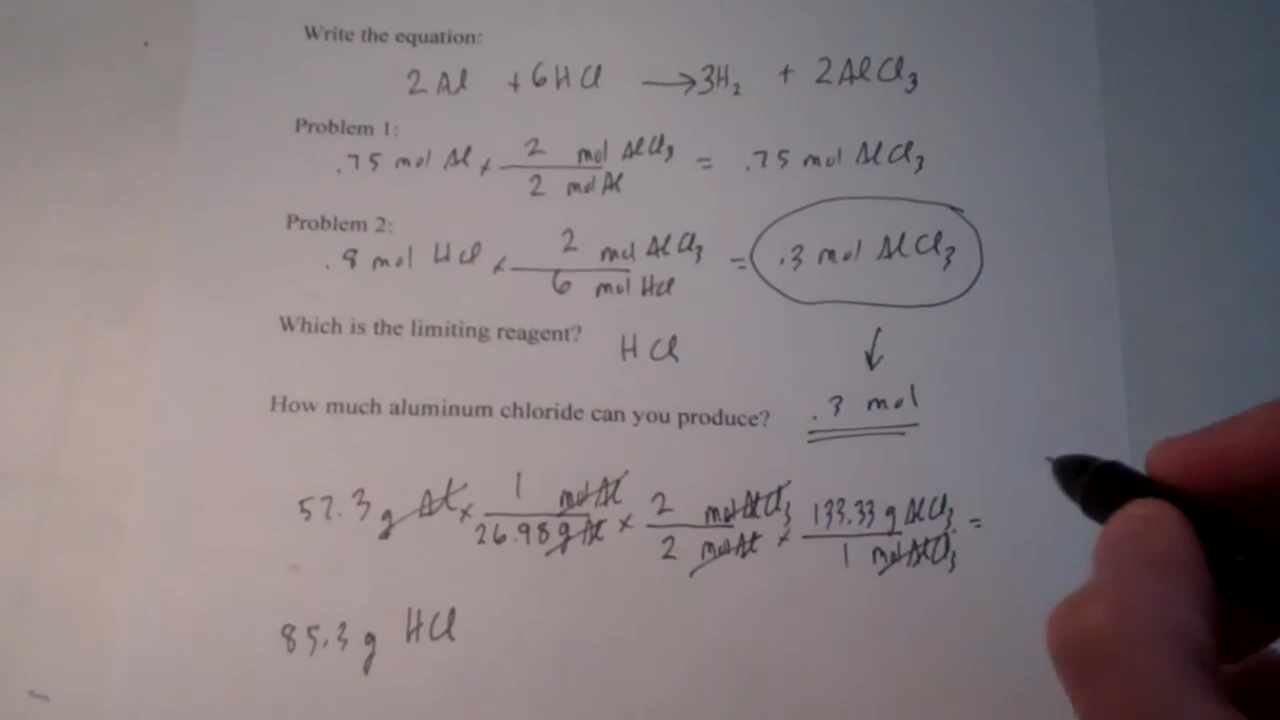 Write the equation:
2Al + 6HCl → 3H₂ + 2AlCl₃
Problem 1:
.75 mol Al × 2 mol AlCl₃ / 2 mol Al = .75 mol AlCl₃
Problem 2:
.8 mol HCl × 2 mol AlCl₃ / 6 mol HCl = .3 mol AlCl₃
Which is the limiting reagent? HCl
↓
How much aluminum chloride can you produce? .3 mol
57.3 g Al × 1 mol Al / 26.98 g Al × 2 mol AlCl₃ / 2 mol Al × 133.33 g AlCl₃ / 1 mol AlCl₃ =
85.3 g HCl